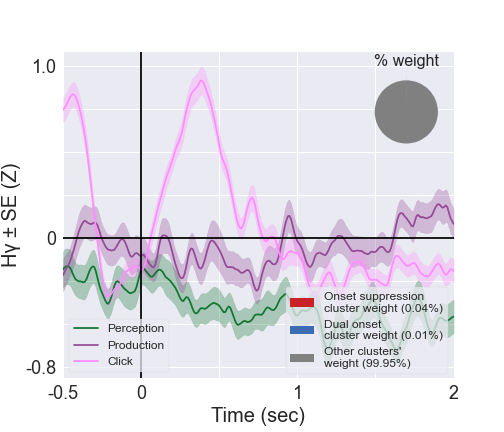 % weight
1.0
0
-0.8
Hγ ± SE (Z)
Perception
Production
Click
Onset suppression
cluster weight (0.04%)
Dual onset
cluster weight (0.01%)
Other clusters'
weight (99.95%)
-0.5
0
1
2
Time (sec)